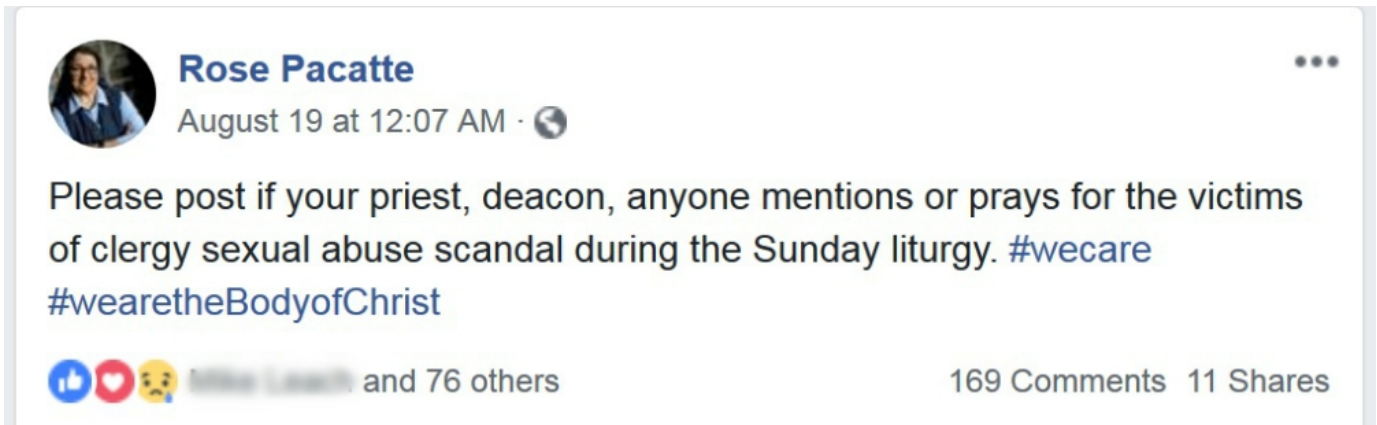 Rose Pacatte
August 19 at 12:07 AM ·
Please post if your priest, deacon, anyone mentions or prays for the victims
of clergy sexual abuse scandal during the Sunday liturgy. #wecare
#wearetheBodyofChrist
and 76 others
169 Comments 11 Shares